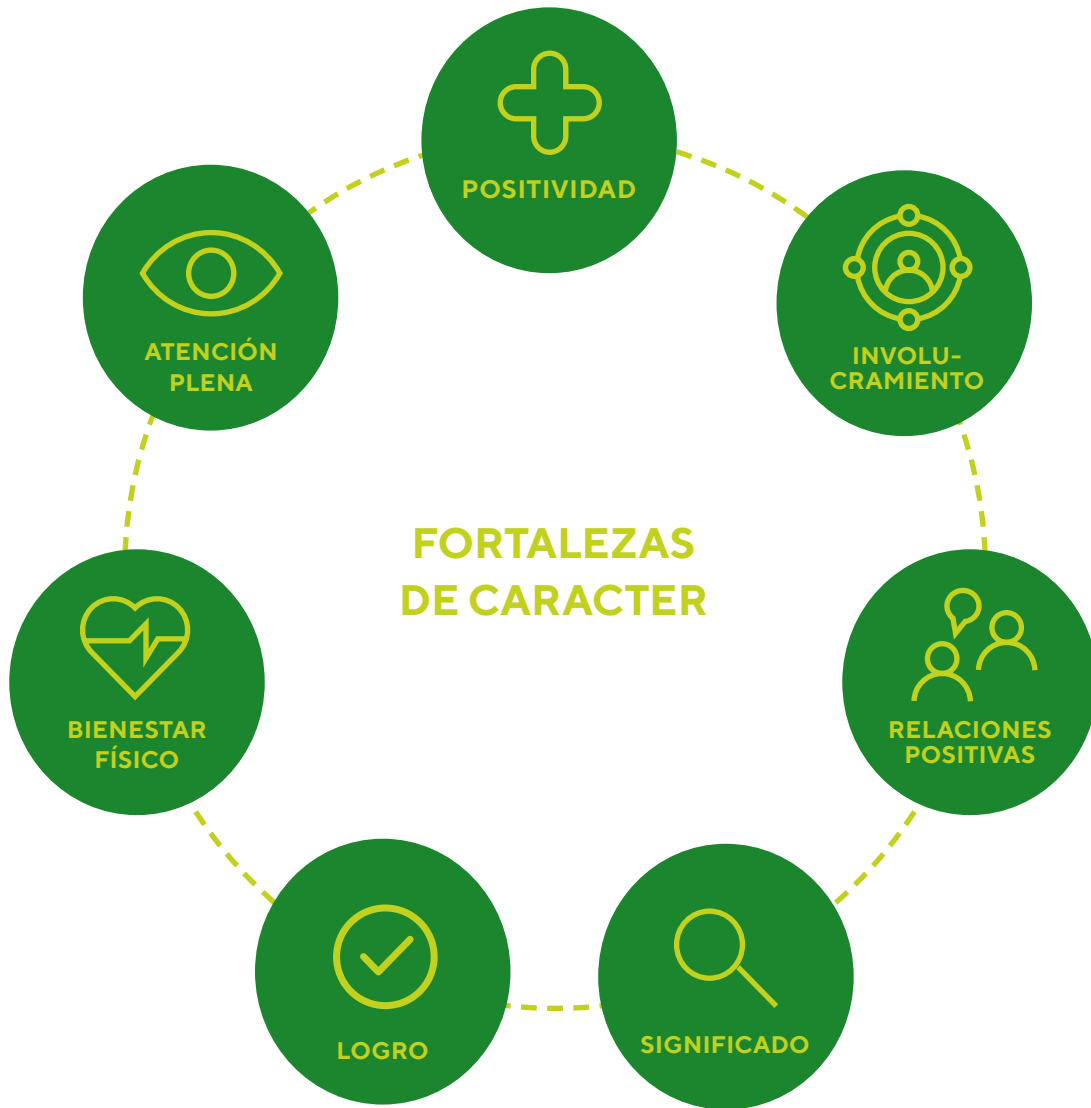 POSITIVIDAD
INVOLU-
CRAMIENTO
RELACIONES
POSITIVAS
SIGNIFICADO
LOGRO
BIENESTAR
FÍSICO
ATENCIÓN
PLENA
FORTALEZAS
DE CARACTER